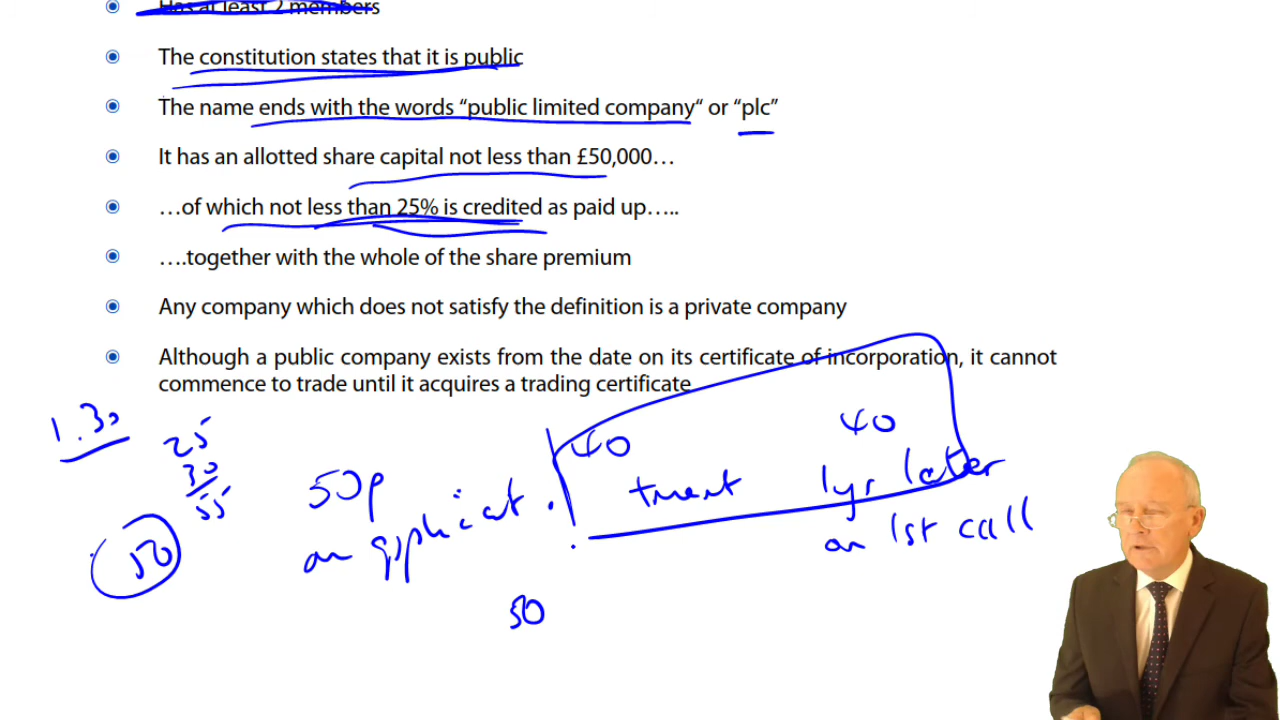 Has at least 2 members
The constitution states that it is public
The name ends with the words “public limited company“ or “plc”
It has an allotted share capital not less than £50,000…
…of which not less than 25% is credited as paid up…..
….together with the whole of the share premium
Any company which does not satisfy the definition is a private company
Although a public company exists from the date on its certificate of incorporation, it cannot
commence to trade until it acquires a trading certificate
1.30
25
30
55
50
50p
on applicat
40
40
1yr later
on 1st call
50